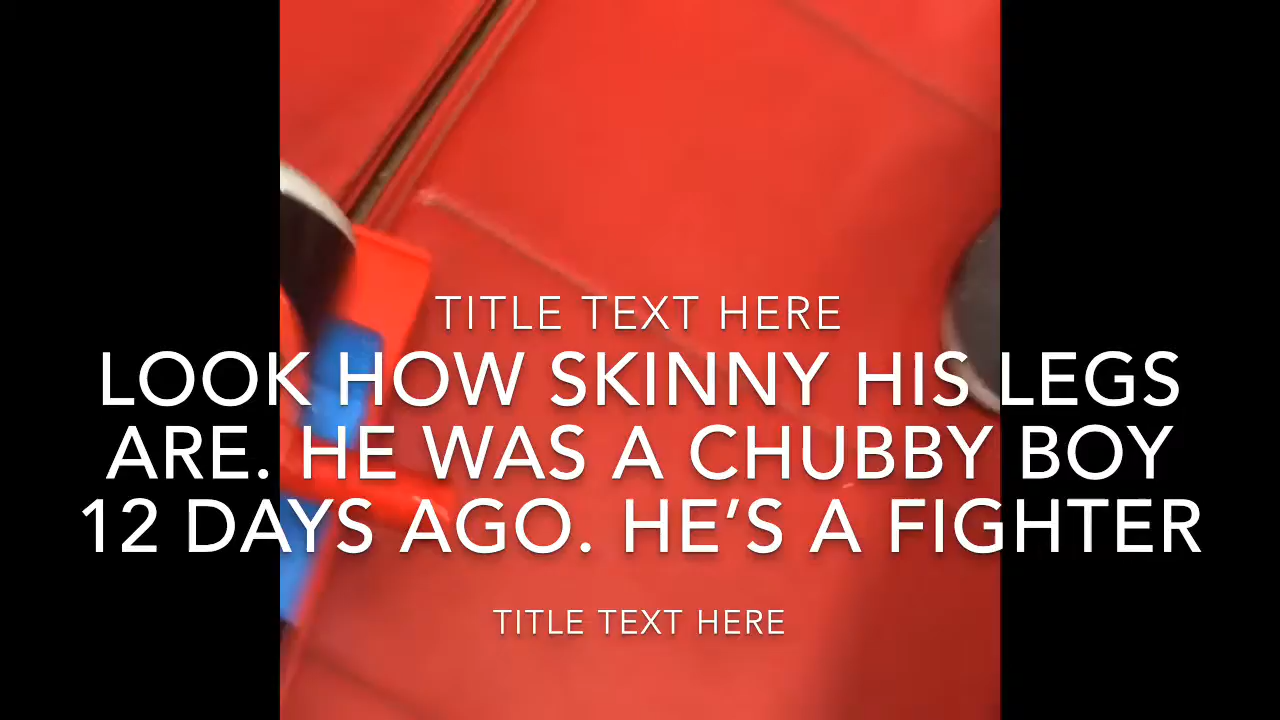 TITLE TEXT HERE
LOOK HOW SKINNY HIS LEGS
ARE. HE WAS A CHUBBY BOY
12 DAYS AGO. HE’S A FIGHTER
TITLE TEXT HERE